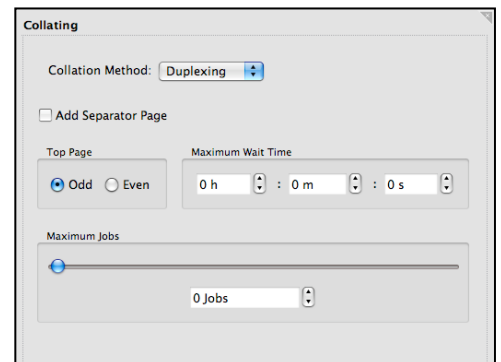 Collating
Collation Method: Duplexing
Add Separator Page
Top Page
Maximum Wait Time
Odd Even
0 h : 0 m : 0 s
Maximum Jobs
0 Jobs